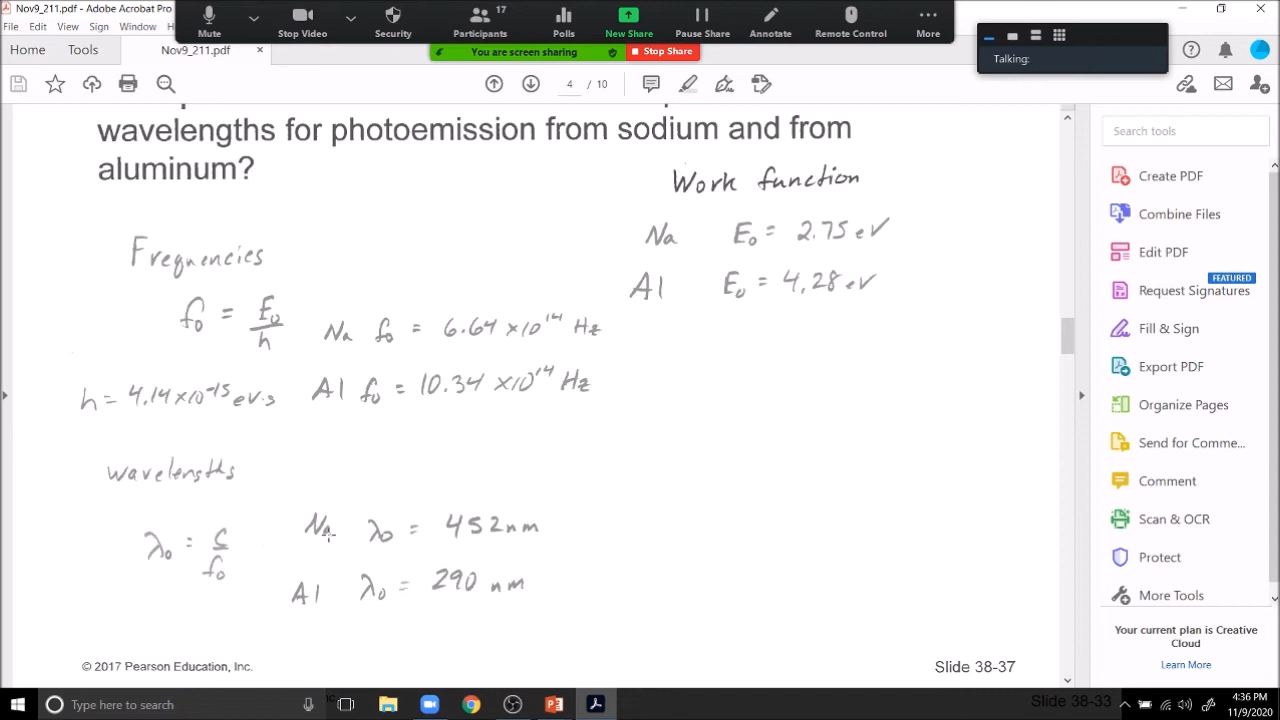 Nov9_211.pdf - Adobe Acrobat Pro
File Edit View Sign Window
Mute
Stop Video
Security
Participants 17
Polls
New Share
Pause Share
Annotate
Remote Control
More
You are screen sharing
Stop Share
Talking:
Home Tools Nov9_211.pdf ×
4 / 10
wavelengths for photoemission from sodium and from
aluminum?
Work function
Na E₀ = 2.75 eV
Al E₀ = 4.28 eV
Frequencies
f₀ = E₀/h
Na f₀ = 6.64 ×10¹⁴ Hz
h = 4.14×10⁻¹⁵ eV·s
Al f₀ = 10.34 ×10¹⁴ Hz
wavelengths
λ₀ = c/f₀
Na λ₀ = 452 nm
Al λ₀ = 290 nm
© 2017 Pearson Education, Inc.
Slide 38-37
Search tools
Create PDF
Combine Files
Edit PDF
FEATURED
Request Signatures
Fill & Sign
Export PDF
Organize Pages
Send for Comme...
Comment
Scan & OCR
Protect
More Tools
Your current plan is Creative
Cloud
Learn More
nc.
Slide 38-33
Type here to search
4:36 PM
11/9/2020